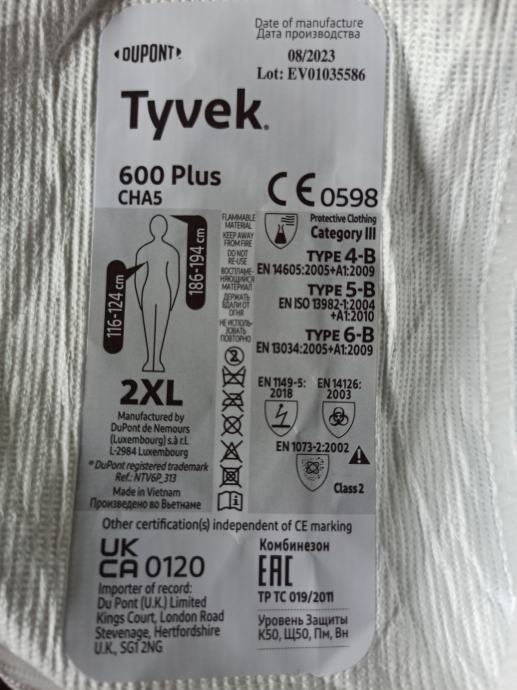 Date of manufacture
Дата производства
08/2023
Lot: EV01035586
DUPONT
Tyvek®
600 Plus
CHA5
CE 0598
186-194 cm
116-124 cm
2XL
Manufactured by
DuPont de Nemours
(Luxembourg) s.à r.l.
L-2984 Luxembourg
* DuPont registered trademark
Ref.: NTV6P_313
Made in Vietnam
Произведено во Вьетнаме
FLAMMABLE
MATERIAL
KEEP AWAY
FROM FIRE
DO NOT
RE-USE
ВОСПЛАМЕ-
НЯЮЩИЙСЯ
МАТЕРИАЛ
ДЕРЖАТЬ
ВДАЛИ ОТ
ОГНЯ
НЕ ИСПОЛЬ-
ЗОВАТЬ
ПОВТОРНО
2
Protective Clothing
Category III
TYPE 4-B
EN 14605:2005+A1:2009
TYPE 5-B
EN ISO 13982-1:2004
+A1:2010
TYPE 6-B
EN 13034:2005+A1:2009
EN 1149-5:
2018
EN 14126:
2003
EN 1073-2:2002
Class 2
Other certification(s) independent of CE marking
UK
CA 0120
Importer of record:
Du Pont (U.K.) Limited
Kings Court, London Road
Stevenage, Hertfordshire
U.K., SG1 2NG
Комбинезон
EAC
ТР ТС 019/2011
Уровень Защиты
К50, Щ50, Пм, Вн